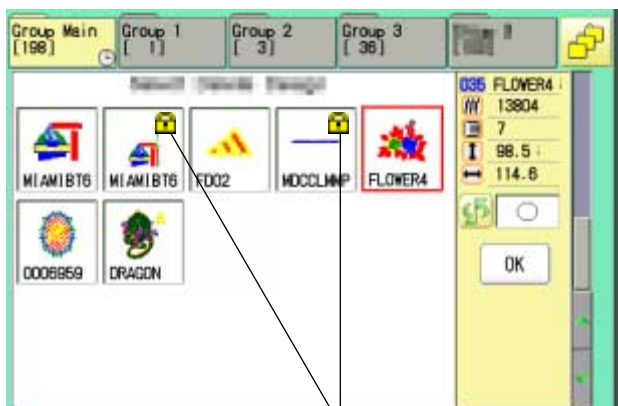 Group Main
[198]
Group 1
[ 1]
Group 2
[ 3]
Group 3
[ 36]
035 FLOWER4
13804
7
98.5
114.6
MIAMIBT6
MIAMIBT6
FD02
MDCCLMNP
FLOWER4
OK
0006959
DRAGON